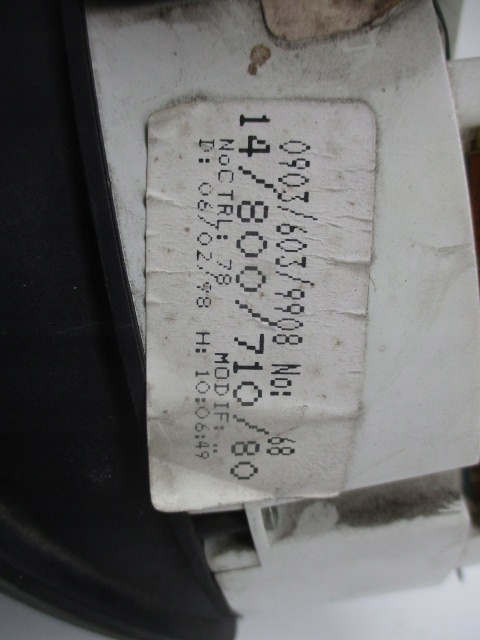 0903/603/9908 No: 68
14/800/710/80
NoCTRL: 78 MODIF: "
D: 06/02/98 H: 10:06:49